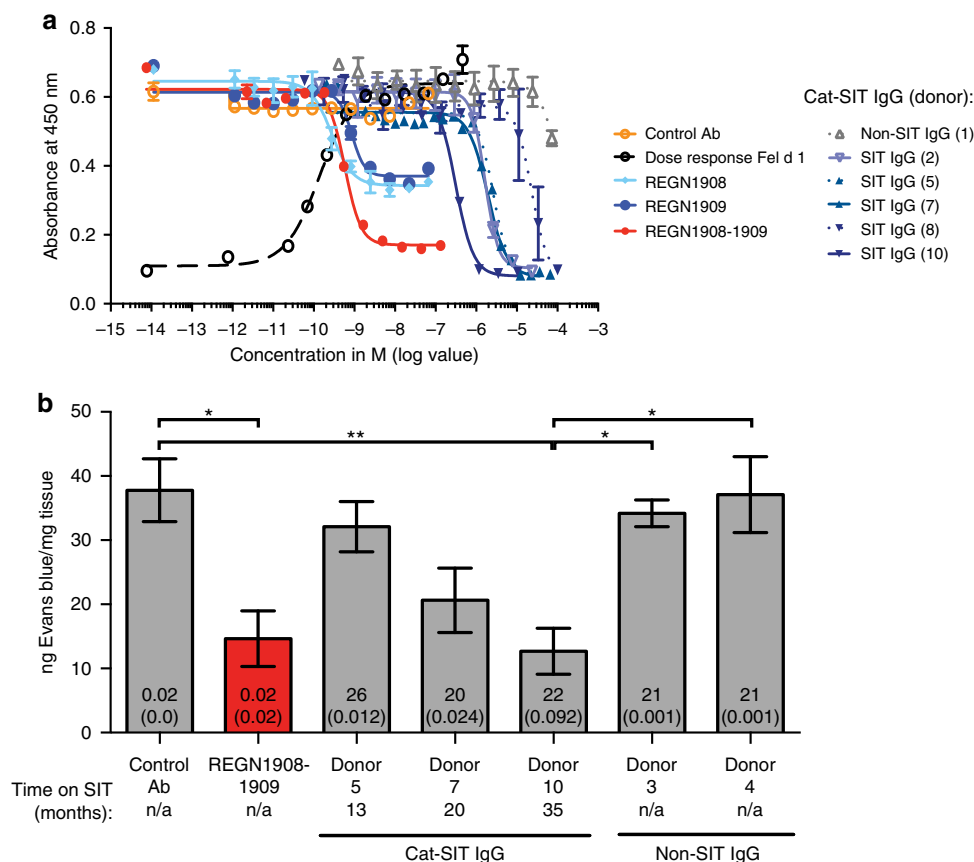 a
0.8
0.6
0.4
0.2
0.0
Absorbance at 450 nm
−15 −14 −13 −12 −11 −10 −9 −8 −7 −6 −5 −4 −3
Concentration in M (log value)
Control Ab
Dose response Fel d 1
REGN1908
REGN1909
REGN1908-1909
Cat-SIT IgG (donor):
Non-SIT IgG (1)
SIT IgG (2)
SIT IgG (5)
SIT IgG (7)
SIT IgG (8)
SIT IgG (10)
b
50
40
30
20
10
0
ng Evans blue/mg tissue
* ** * *
0.02 0.02 26 20 22 21 21
(0.0) (0.02) (0.012) (0.024) (0.092) (0.001) (0.001)
Control REGN1908- Donor Donor Donor Donor Donor
Ab 1909 5 7 10 3 4
Time on SIT
(months): n/a n/a 13 20 35 n/a n/a
Cat-SIT IgG Non-SIT IgG